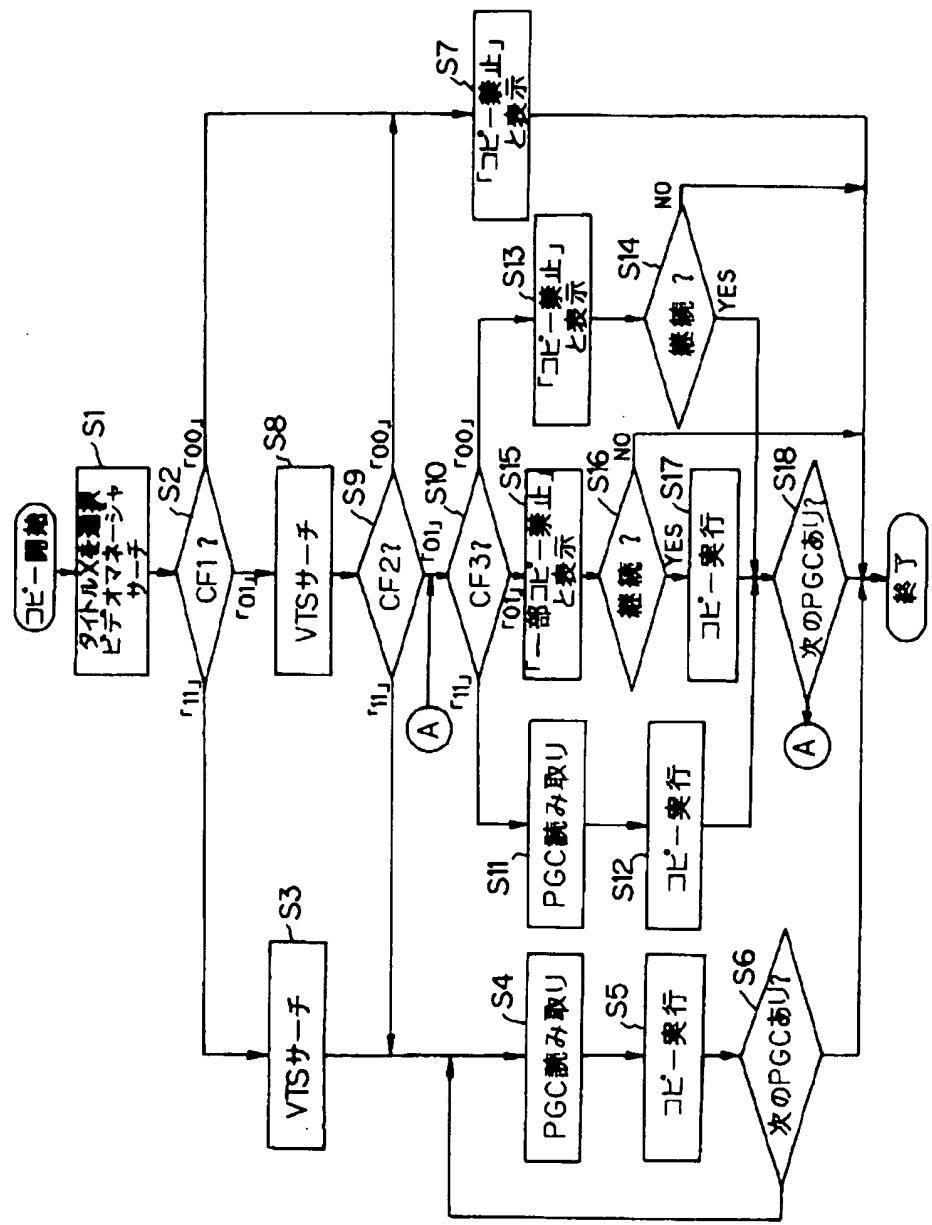 コピー開始
S1
タイトルXを選択
ビデオマネージャ
サーチ
S2
CF1?
「11」
「01」
「00」
S3
VTSサーチ
S8
VTSサーチ
S9
CF2?
「11」
「01」
「00」
A
S10
CF3?
「11」
「01」
「00」
S4
PGC読み取り
S5
コピー実行
S6
次のPGCあり?
S11
PGC読み取り
S12
コピー実行
S15
「一部コピー禁止」
と表示
S16
継続?
NO
YES
S17
コピー実行
S13
「コピー禁止」
と表示
S14
継続?
NO
YES
S7
「コピー禁止」
と表示
S18
次のPGCあり?
A
終了